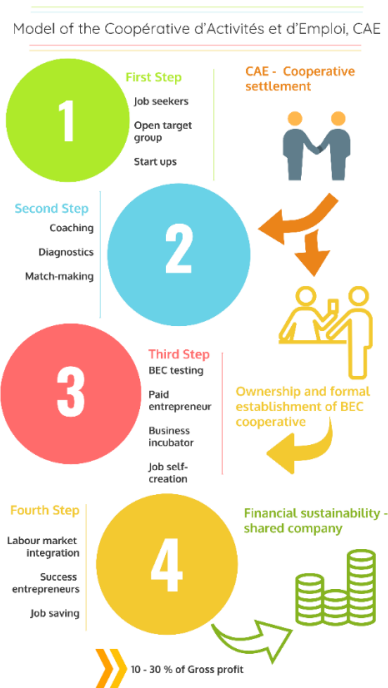 Model of the Coopérative d'Activités et d'Emploi, CAE
First Step
Job seekers
Open target
group
Start ups
1
CAE - Cooperative
settlement
Second Step
Coaching
Diagnostics
Match-making
2
Third Step
BEC testing
Paid
entrepreneur
Business
incubator
Job self-
creation
3
Ownership and formal
establishment of BEC
cooperative
Fourth Step
Labour market
integration
Success
entrepreneurs
Job saving
4
Financial sustainability -
shared company
10 - 30 % of Gross profit